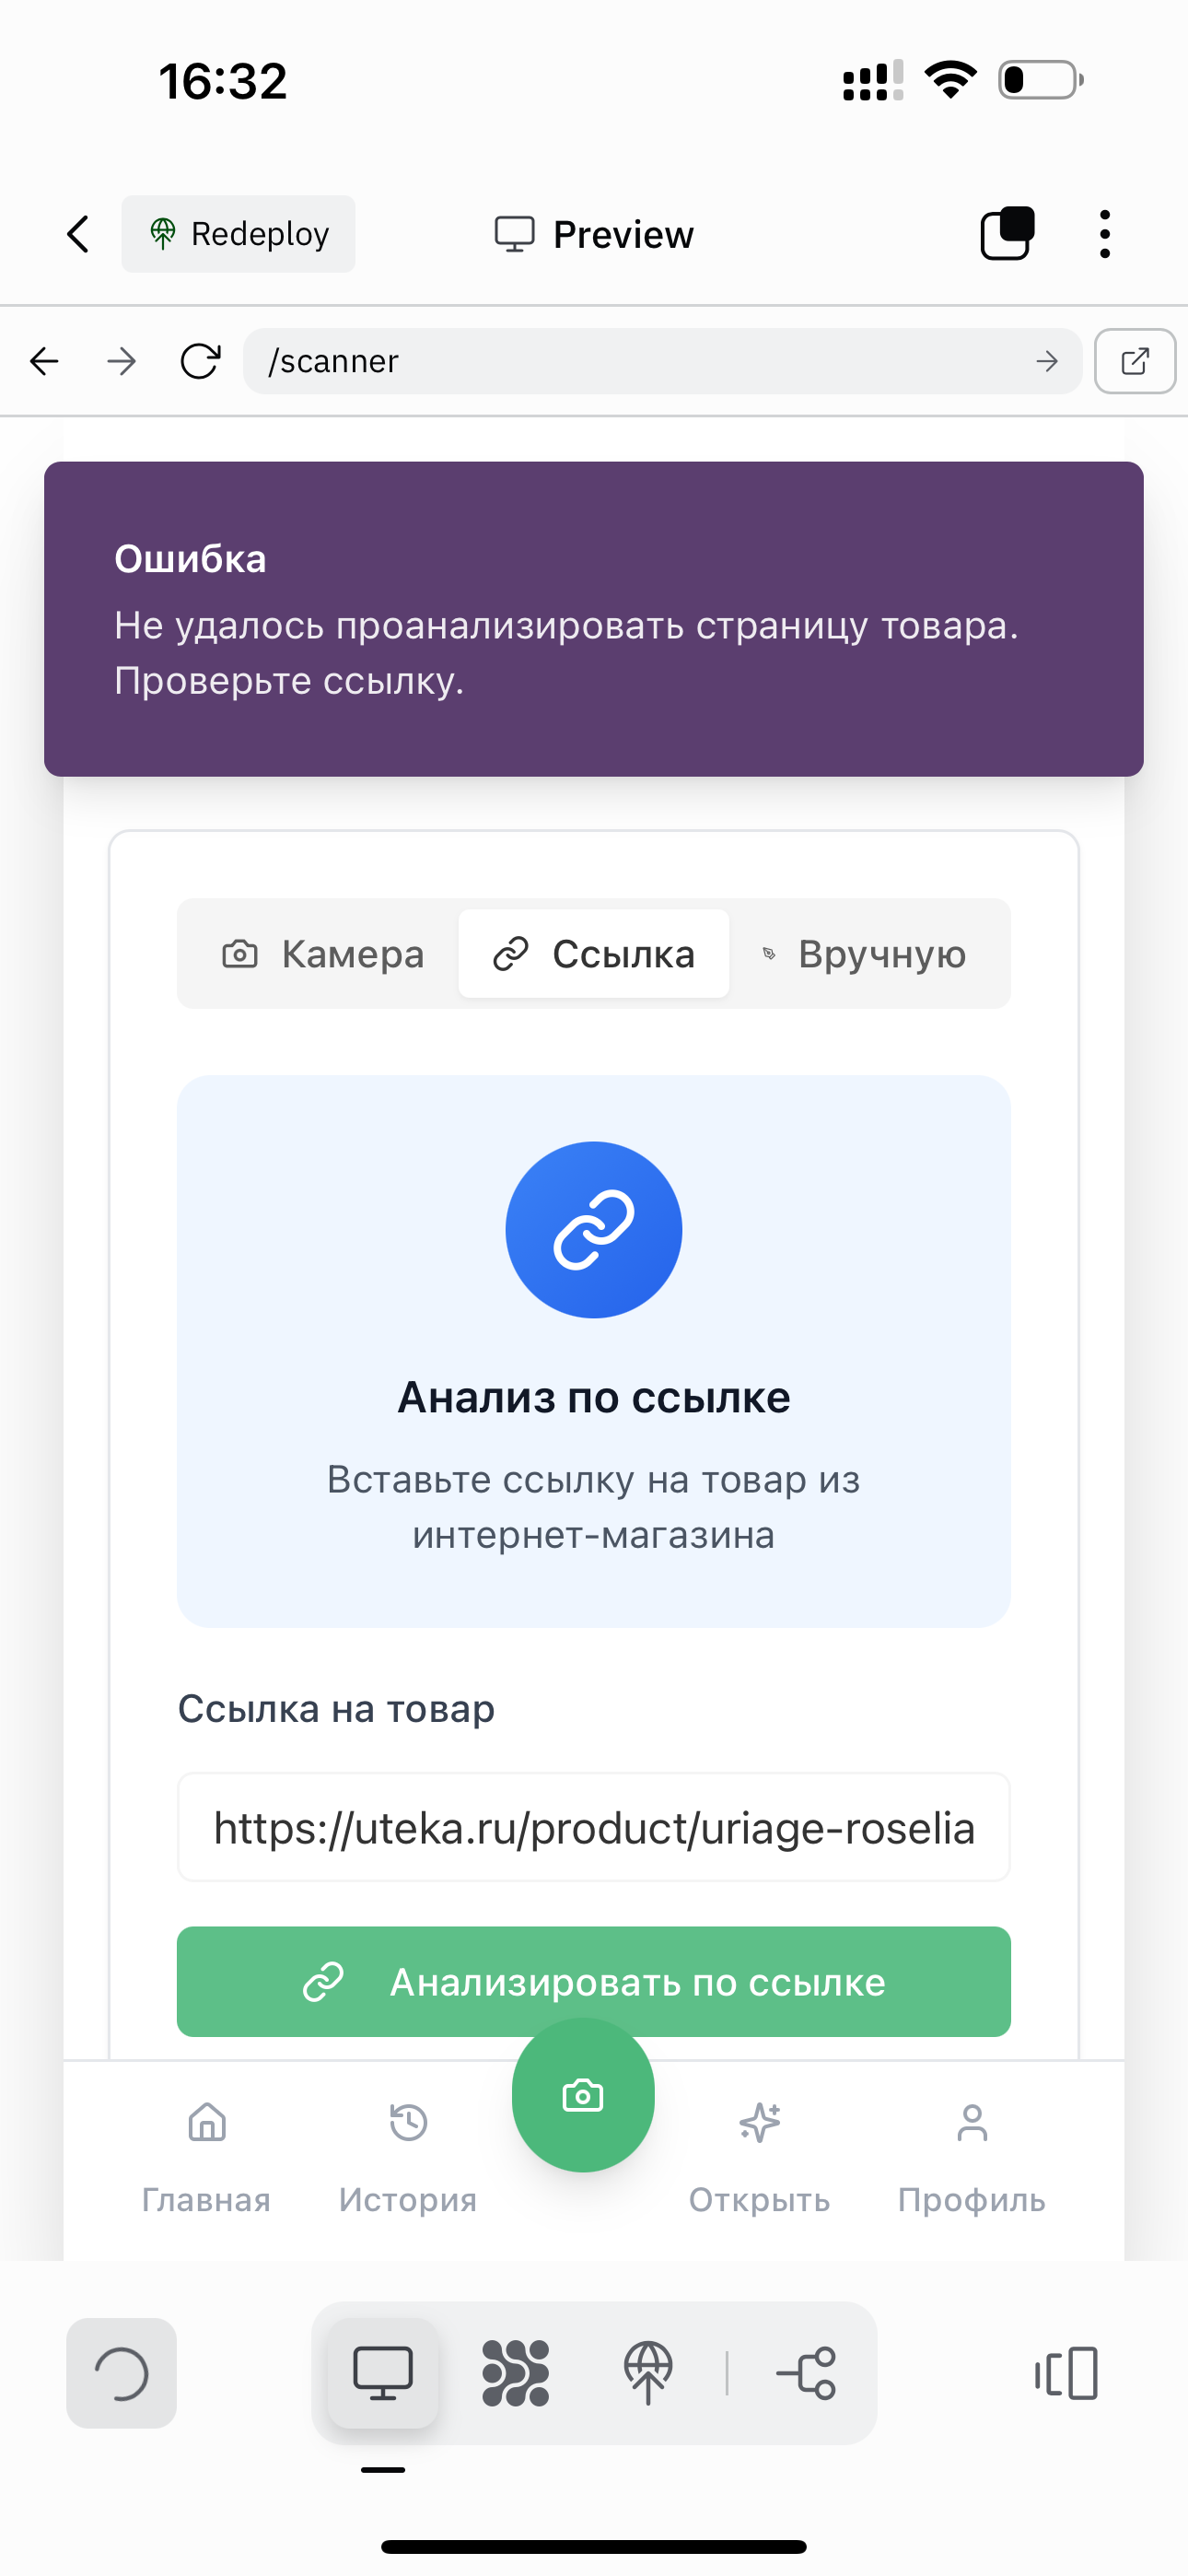 16:32
Redeploy
Preview
/scanner
Ошибка
Не удалось проанализировать страницу товара.
Проверьте ссылку.
Камера
Ссылка
Вручную
Анализ по ссылке
Вставьте ссылку на товар из
интернет-магазина
Ссылка на товар
https://uteka.ru/product/uriage-roselia
Анализировать по ссылке
Главная
История
Открыть
Профиль